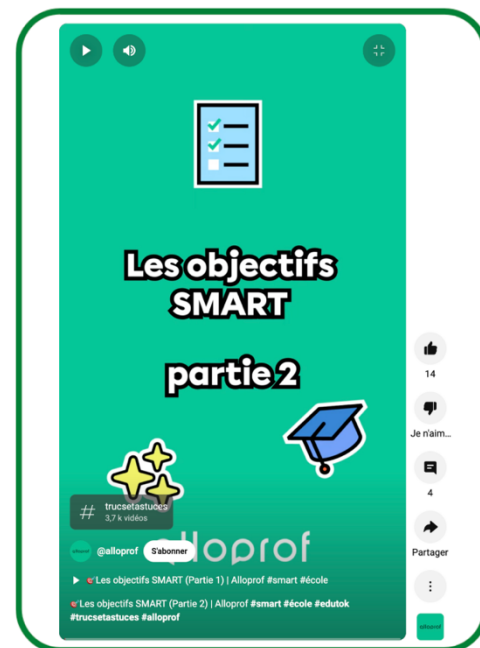 Les objectifs
SMART
partie 2
# trucsetastuces
3,7 k vidéos
alloprof
@alloprof
S'abonner
Les objectifs SMART (Partie 1) | Alloprof #smart #école
Les objectifs SMART (Partie 2) | Alloprof #smart #école #edutok
#trucsetastuces #alloprof
14
Je n'aim...
4
Partager
alloprof